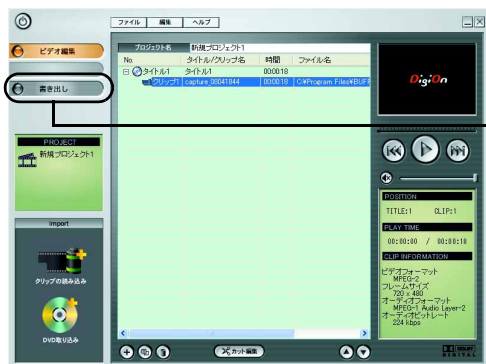 ファイル 編集 ヘルプ
ビデオ編集
書き出し
PROJECT
新規プロジェクト1
Import
クリップの読み込み
DVD取り込み
プロジェクト名 新規プロジェクト1
No. タイトル/クリップ名 時間 ファイル名
タイトル1 タイトル1 00:00:18
クリップ1 capture_08041844 00:00:18 C:¥Program Files¥BUFF
カット編集
DigiOn
POSITION
TITLE:1 CLIP:1
PLAY TIME
00:00:00 / 00:00:18
CLIP INFORMATION
ビデオフォーマット
MPEG-2
フレームサイズ
720 x 480
オーディオフォーマット
MPEG-1 Audio Layer-2
オーディオビットレート
224 kbps
DOLBY
DIGITAL